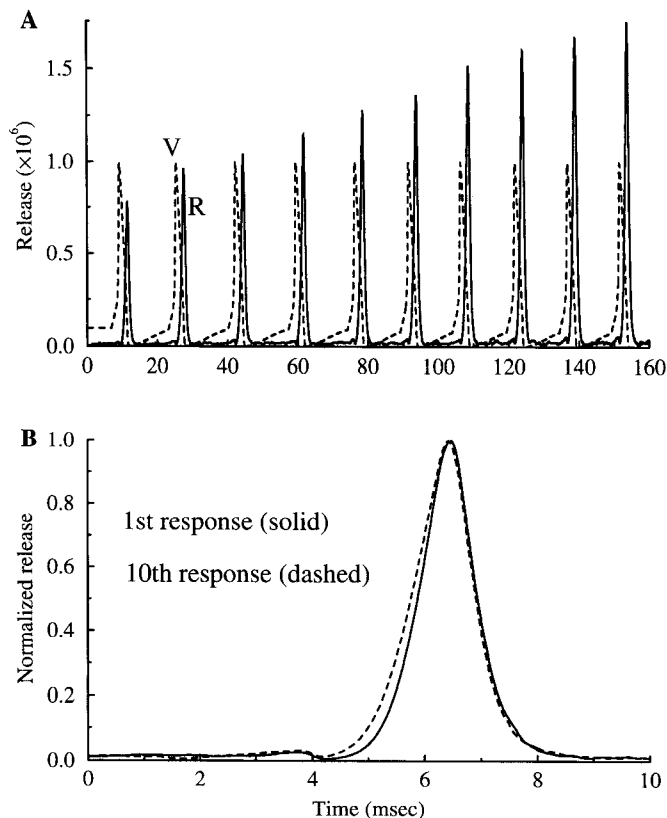 A
Release (×10⁶)
1.5
1.0
0.5
0.0
V
R
0 20 40 60 80 100 120 140 160
B
Normalized release
1.0
0.8
0.6
0.4
0.2
0.0
1st response (solid)
10th response (dashed)
0 2 4 6 8 10
Time (msec)